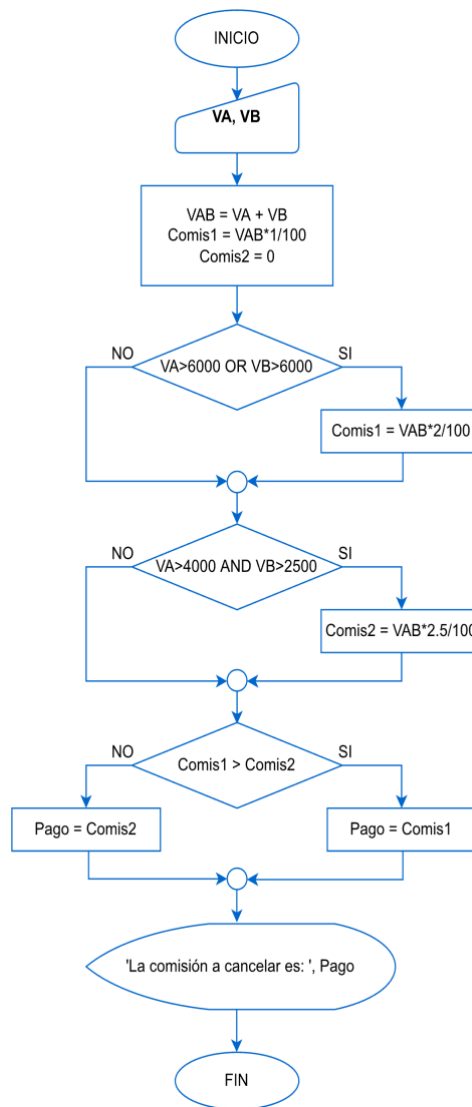 INICIO
VA, VB
VAB = VA + VB
Comis1 = VAB*1/100
Comis2 = 0
NO
VA>6000 OR VB>6000
SI
Comis1 = VAB*2/100
NO
VA>4000 AND VB>2500
SI
Comis2 = VAB*2.5/100
NO
Comis1 > Comis2
SI
Pago = Comis2
Pago = Comis1
'La comisión a cancelar es: ', Pago
FIN